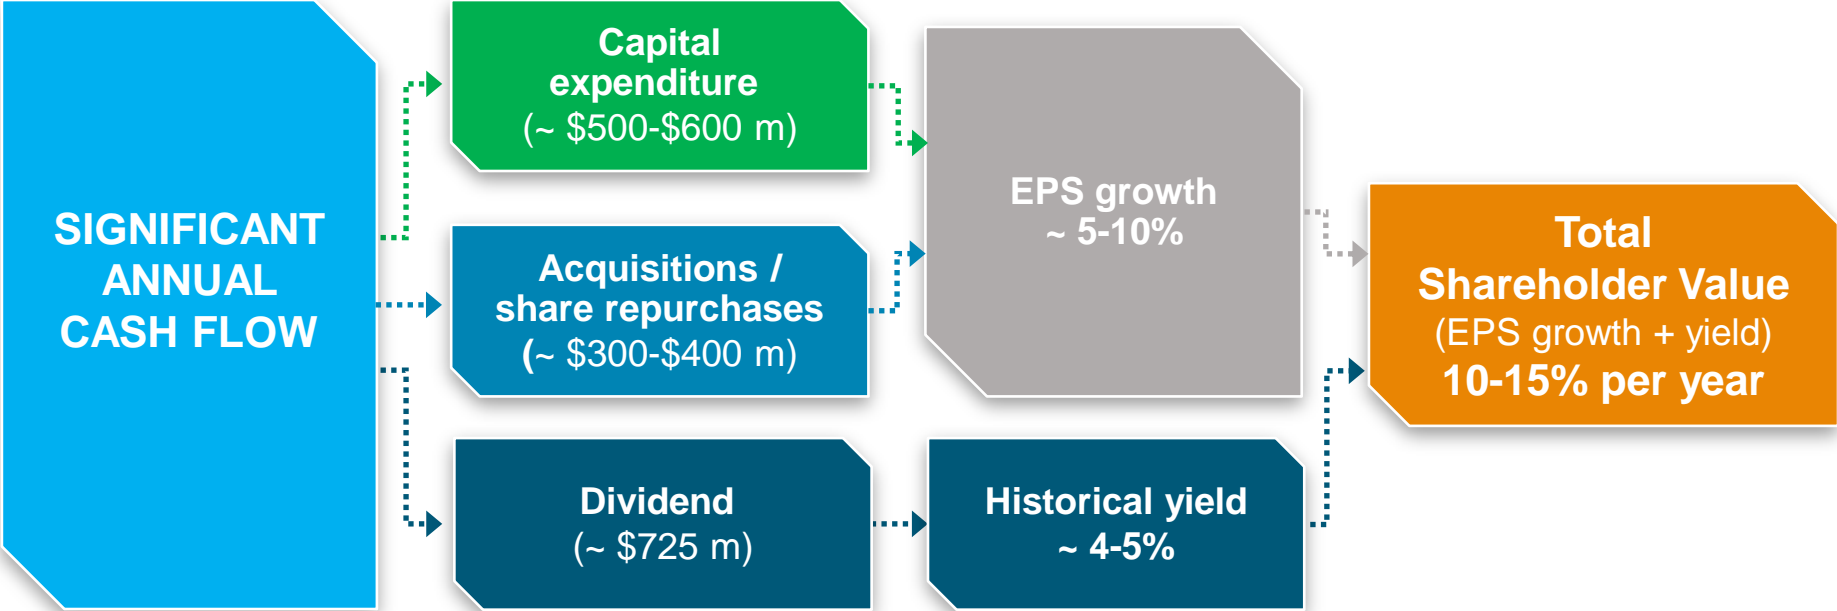 SIGNIFICANT
ANNUAL
CASH FLOW
Capital
expenditure
(~ $500-$600 m)
Acquisitions /
share repurchases
(~ $300-$400 m)
Dividend
(~ $725 m)
EPS growth
~ 5-10%
Historical yield
~ 4-5%
Total
Shareholder Value
(EPS growth + yield)
10-15% per year